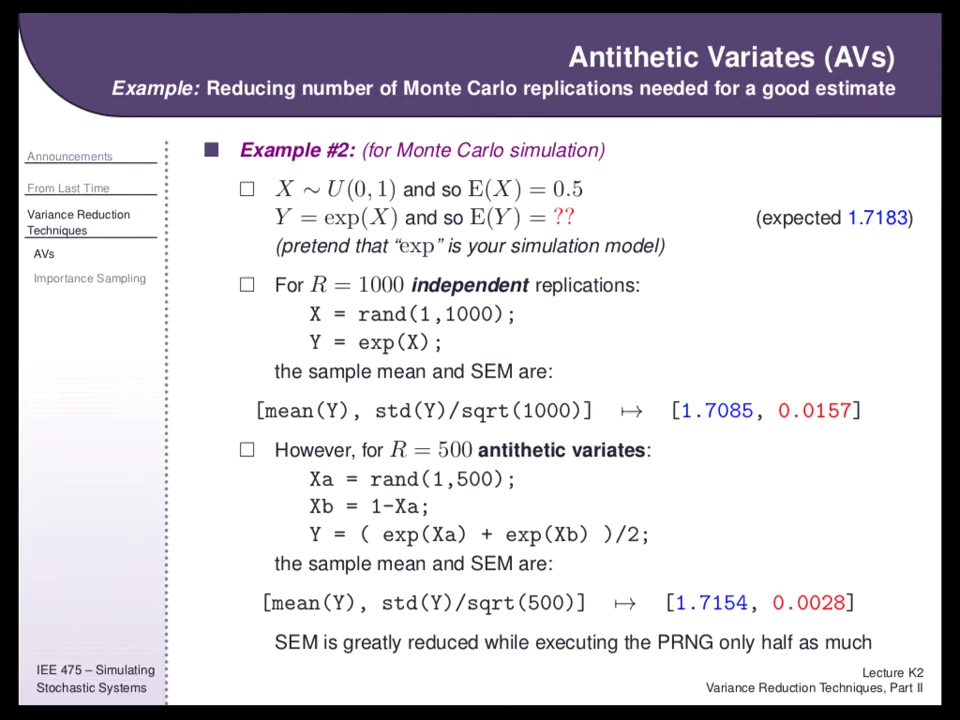 Antithetic Variates (AVs)
Example: Reducing number of Monte Carlo replications needed for a good estimate
Announcements
From Last Time
Variance Reduction
Techniques
AVs
Importance Sampling
■ Example #2: (for Monte Carlo simulation)
□ X ∼ U(0, 1) and so E(X) = 0.5
Y = exp(X) and so E(Y) = ?? (expected 1.7183)
(pretend that “exp” is your simulation model)
□ For R = 1000 independent replications:
X = rand(1,1000);
Y = exp(X);
the sample mean and SEM are:
[mean(Y), std(Y)/sqrt(1000)] ↦ [1.7085, 0.0157]
□ However, for R = 500 antithetic variates:
Xa = rand(1,500);
Xb = 1-Xa;
Y = ( exp(Xa) + exp(Xb) )/2;
the sample mean and SEM are:
[mean(Y), std(Y)/sqrt(500)] ↦ [1.7154, 0.0028]
SEM is greatly reduced while executing the PRNG only half as much
IEE 475 – Simulating
Stochastic Systems
Lecture K2
Variance Reduction Techniques, Part II